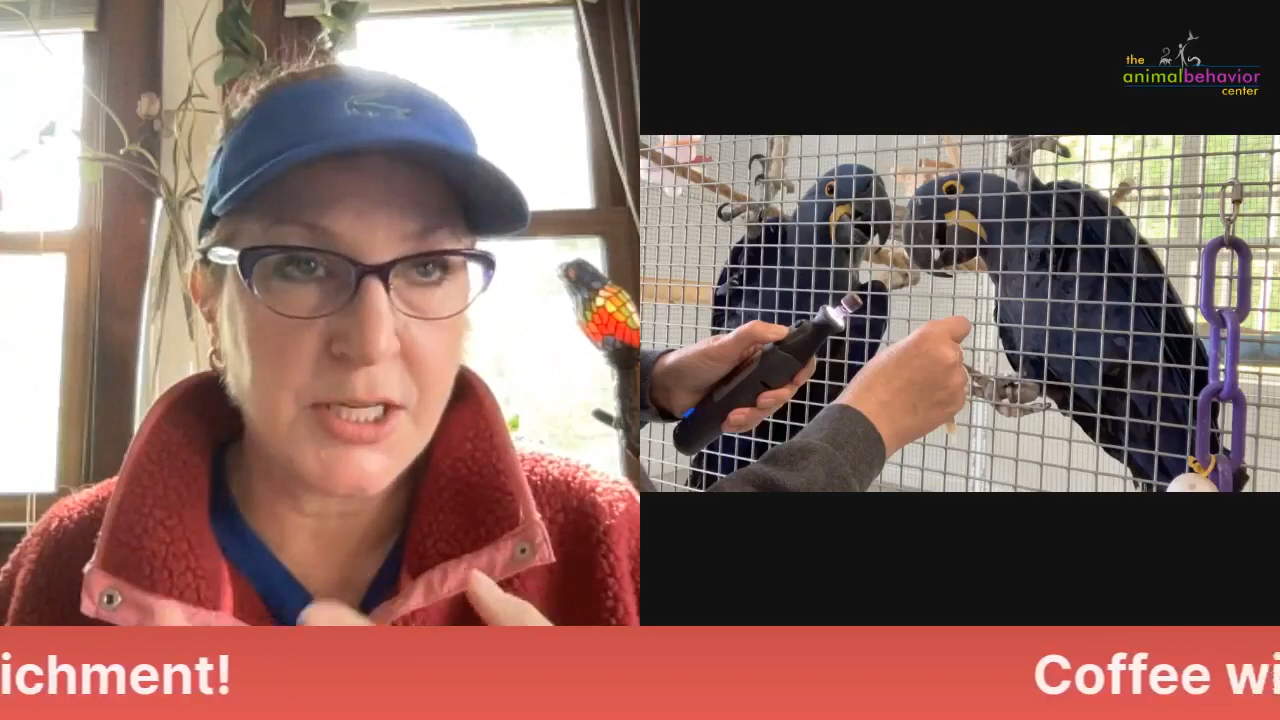 the
animalbehavior
center
ichment!
Coffee wi